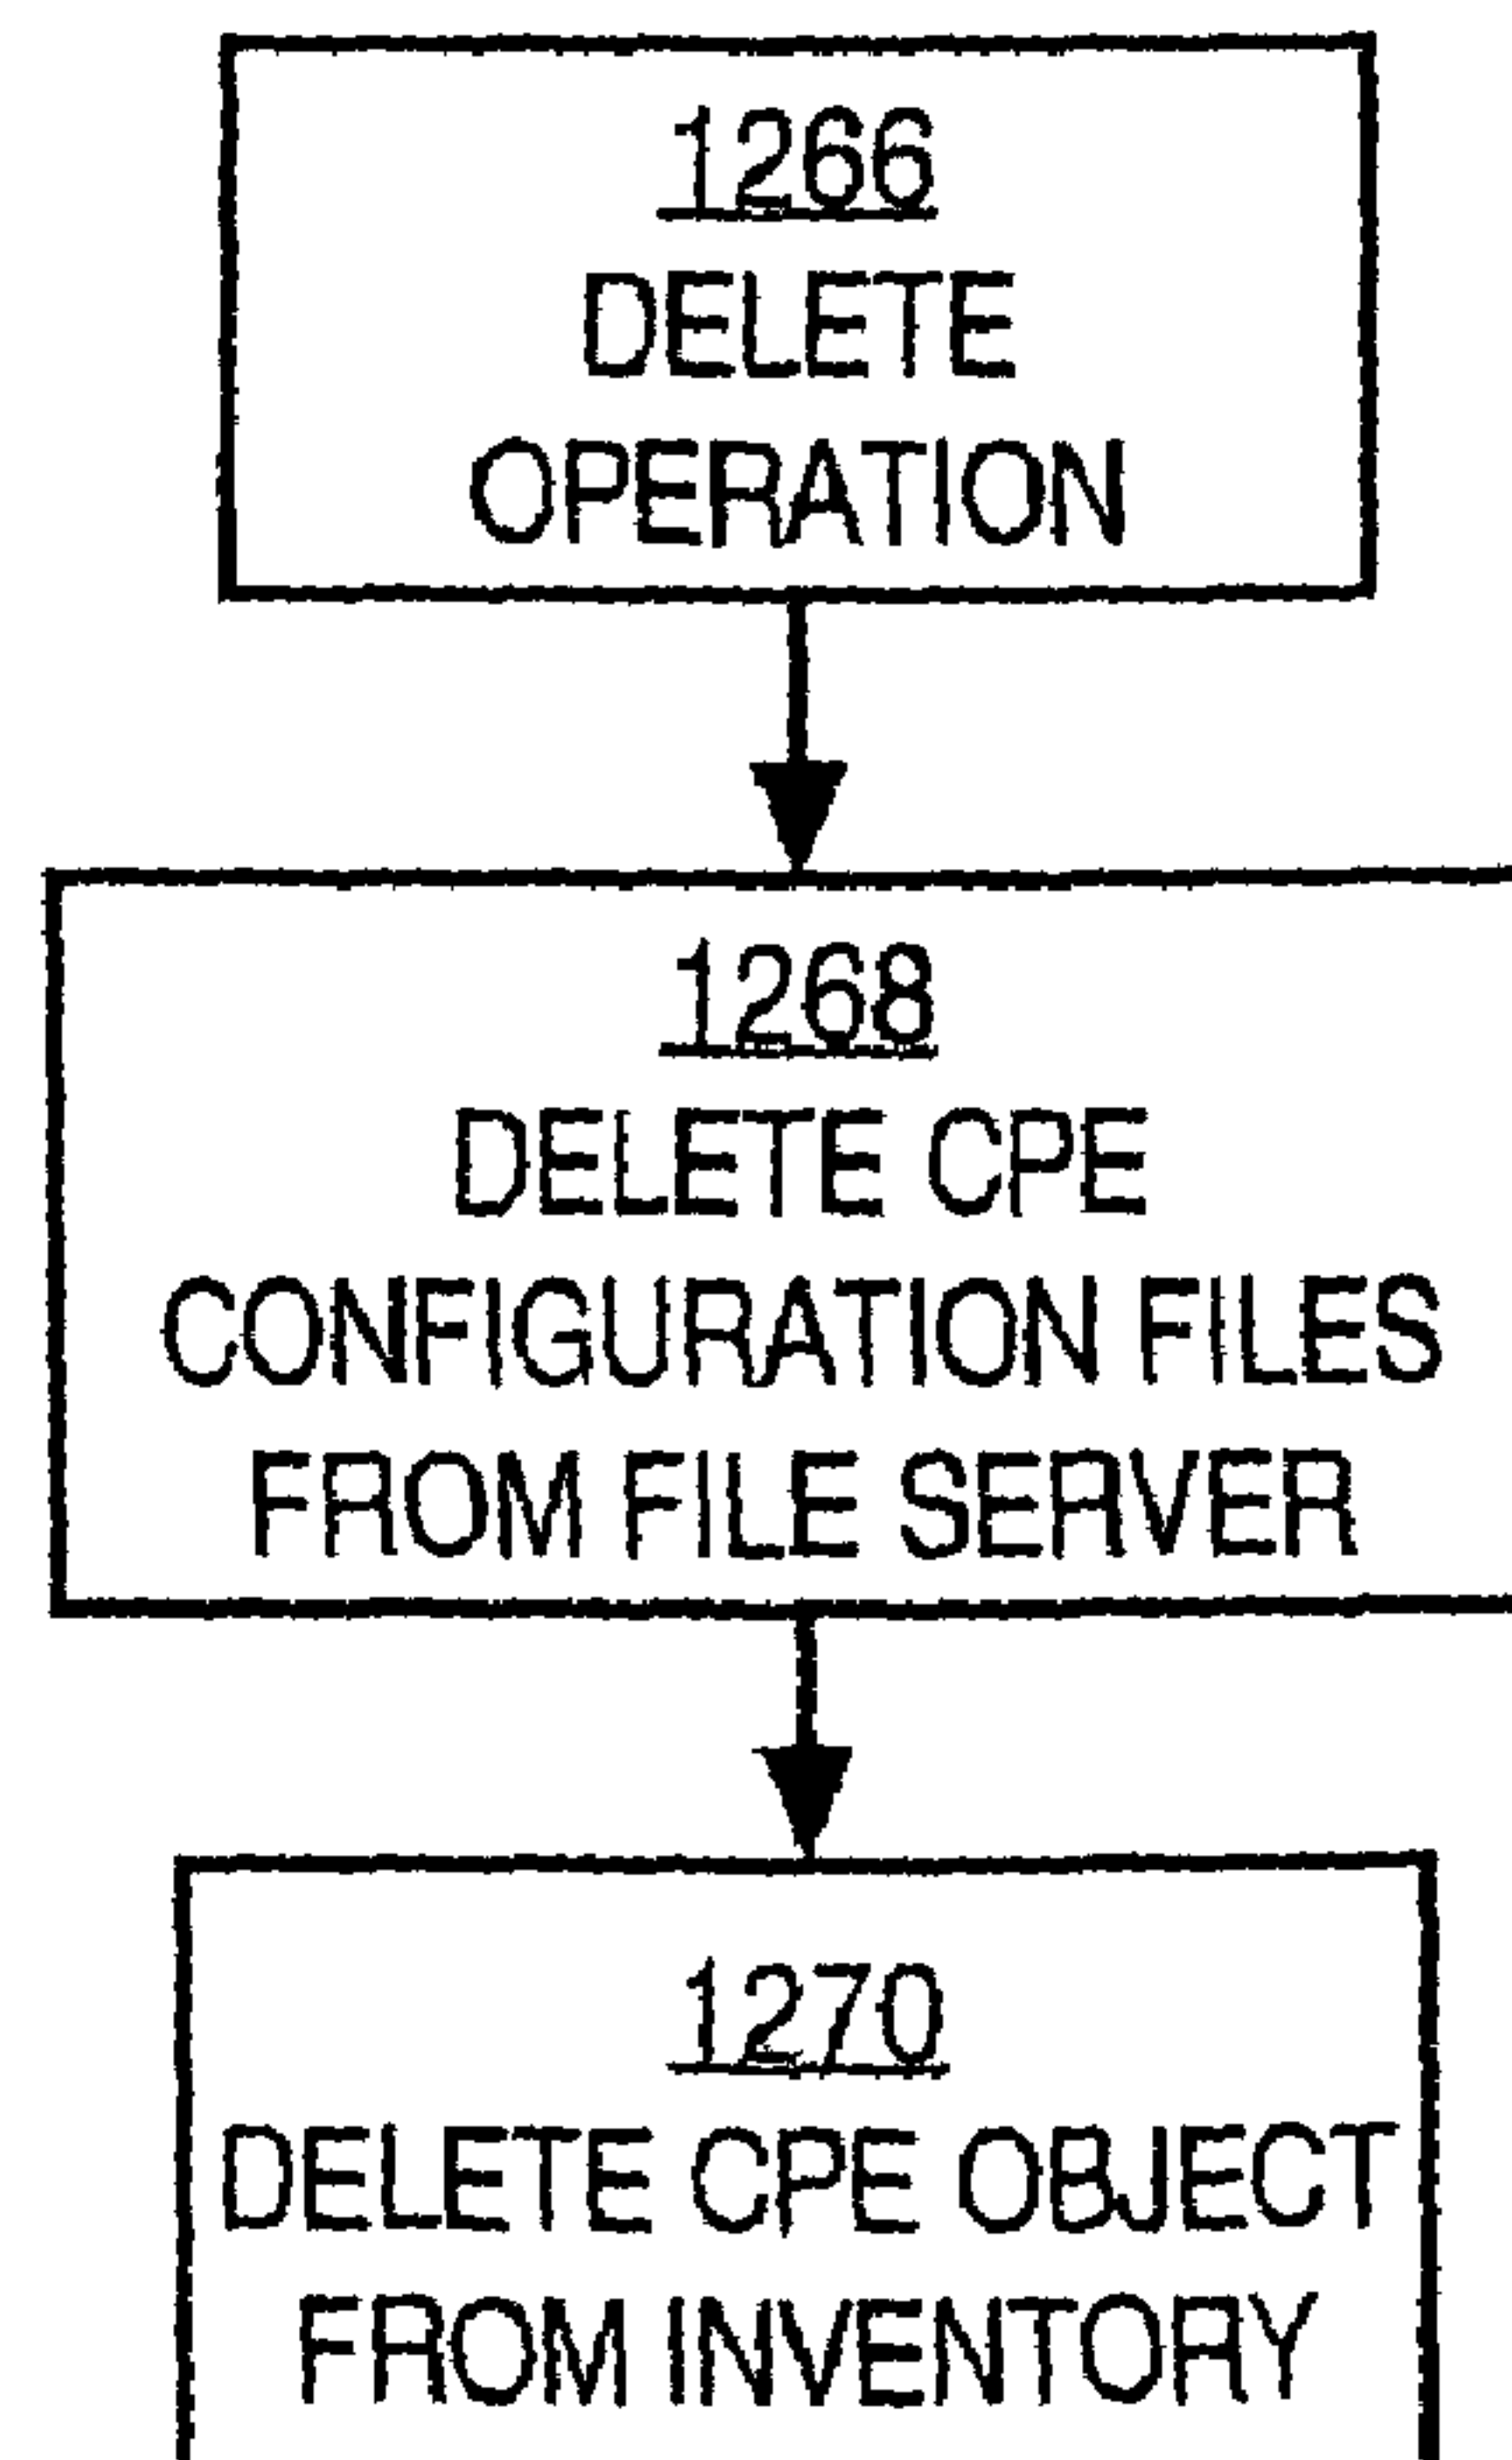 1266
DELETE
OPERATION
1268
DELETE CPE
CONFIGURATION FILES
FROM FILE SERVER
1270
DELETE CPE OBJECT
FROM INVENTORY